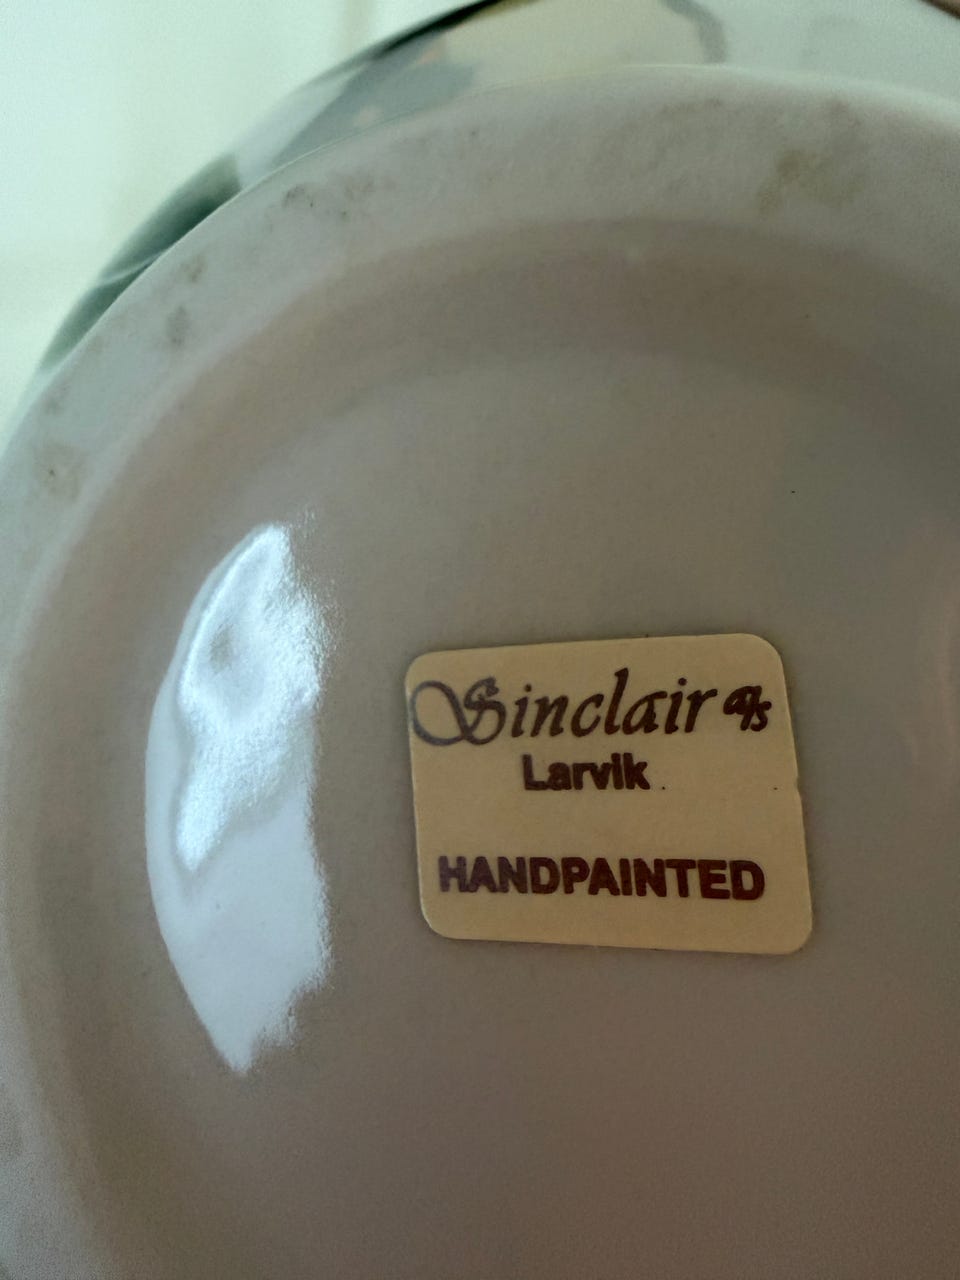 Sinclair a/s
Larvik
HANDPAINTED